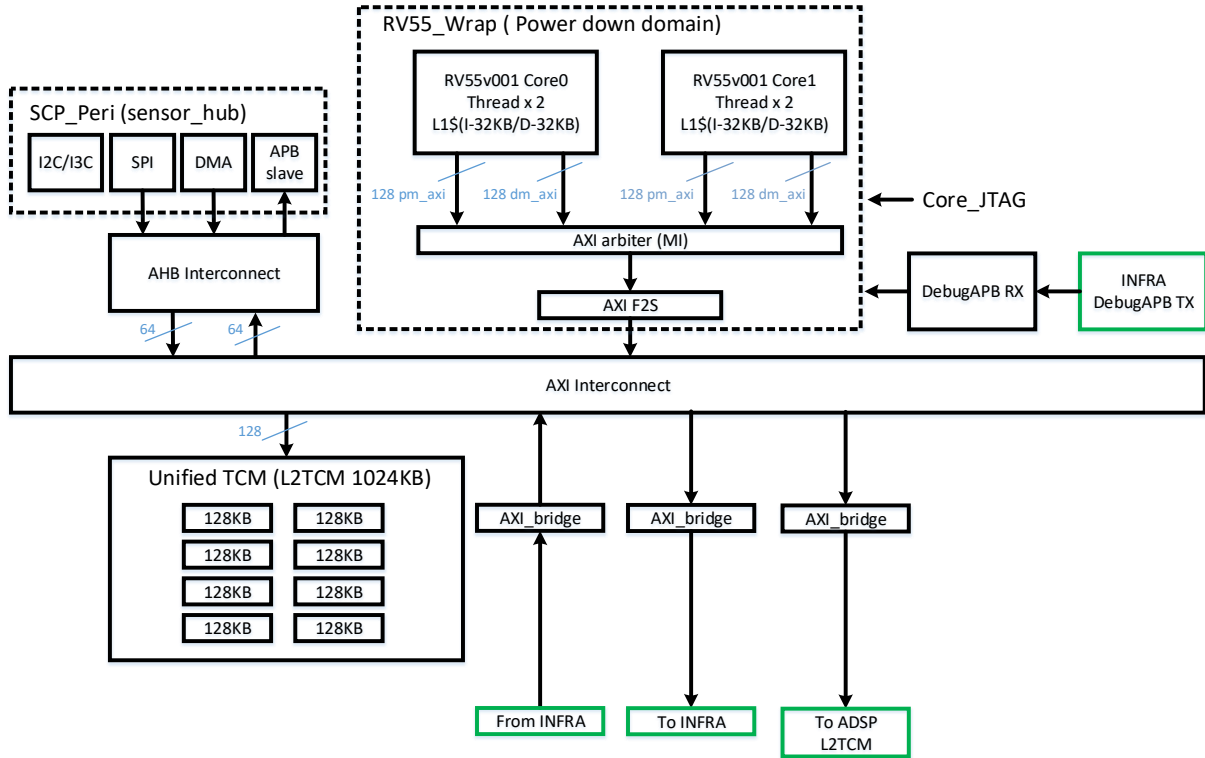 RV55_Wrap ( Power down domain)
RV55v001 Core0
Thread x 2
L1$(I-32KB/D-32KB)
RV55v001 Core1
Thread x 2
L1$(I-32KB/D-32KB)
SCP_Peri (sensor_hub)
I2C/I3C
SPI
DMA
APB
slave
128 pm_axi
128 dm_axi
128 pm_axi
128 dm_axi
Core_JTAG
AXI arbiter (MI)
AHB Interconnect
DebugAPB RX
INFRA
DebugAPB TX
AXI F2S
64
64
AXI Interconnect
128
Unified TCM (L2TCM 1024KB)
128KB
128KB
128KB
128KB
128KB
128KB
128KB
128KB
AXI_bridge
AXI_bridge
AXI_bridge
From INFRA
To INFRA
To ADSP
L2TCM